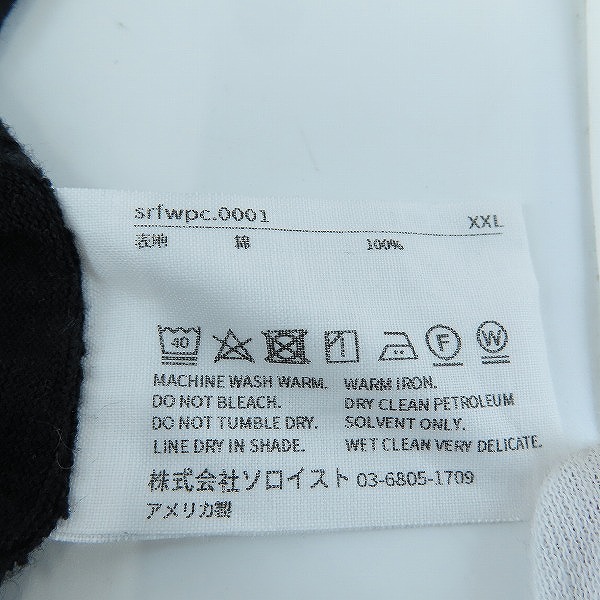 srfwpc.0001 XXL
表地 綿 100%
40 F W
MACHINE WASH WARM. WARM IRON.
DO NOT BLEACH. DRY CLEAN PETROLEUM
DO NOT TUMBLE DRY. SOLVENT ONLY.
LINE DRY IN SHADE. WET CLEAN VERY DELICATE.
株式会社ソロイスト 03-6805-1709
アメリカ製